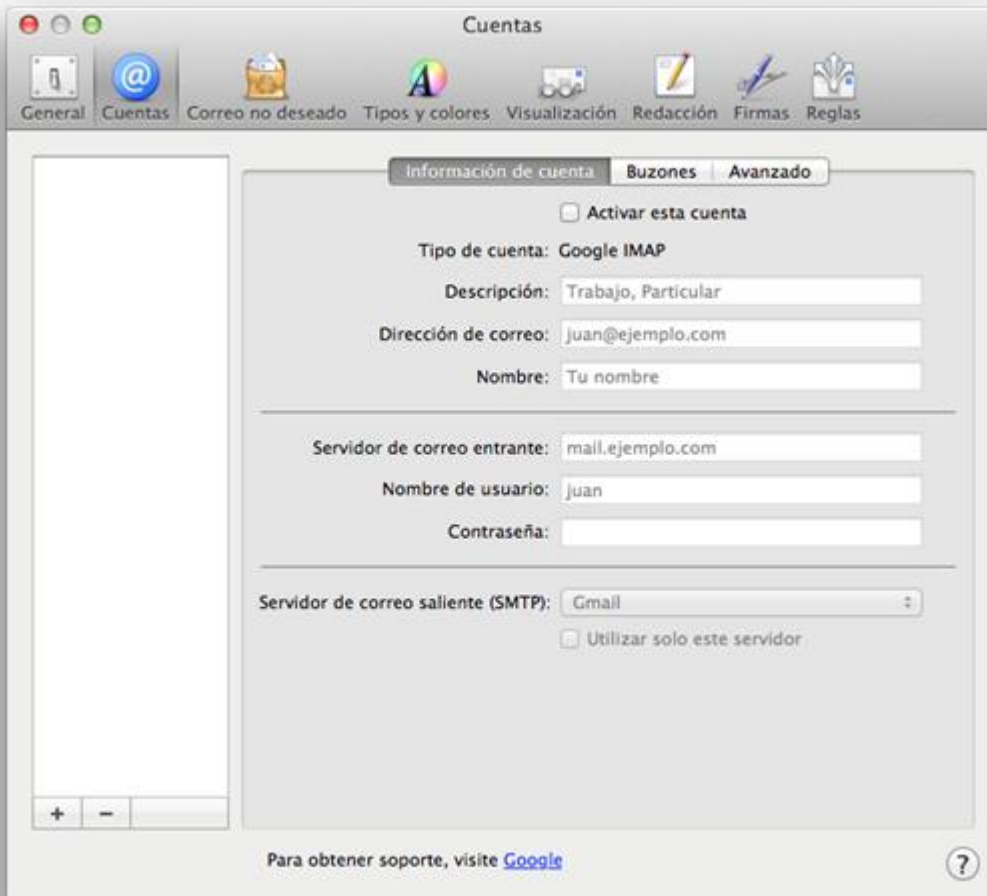 Cuentas
General Cuentas Correo no deseado Tipos y colores Visualización Redacción Firmas Reglas
Información de cuenta Buzones Avanzado
Activar esta cuenta
Tipo de cuenta: Google IMAP
Descripción: Trabajo, Particular
Dirección de correo: juan@ejemplo.com
Nombre: Tu nombre
Servidor de correo entrante: mail.ejemplo.com
Nombre de usuario: juan
Contraseña:
Servidor de correo saliente (SMTP): Gmail
Utilizar solo este servidor
+ −
Para obtener soporte, visite Google ?